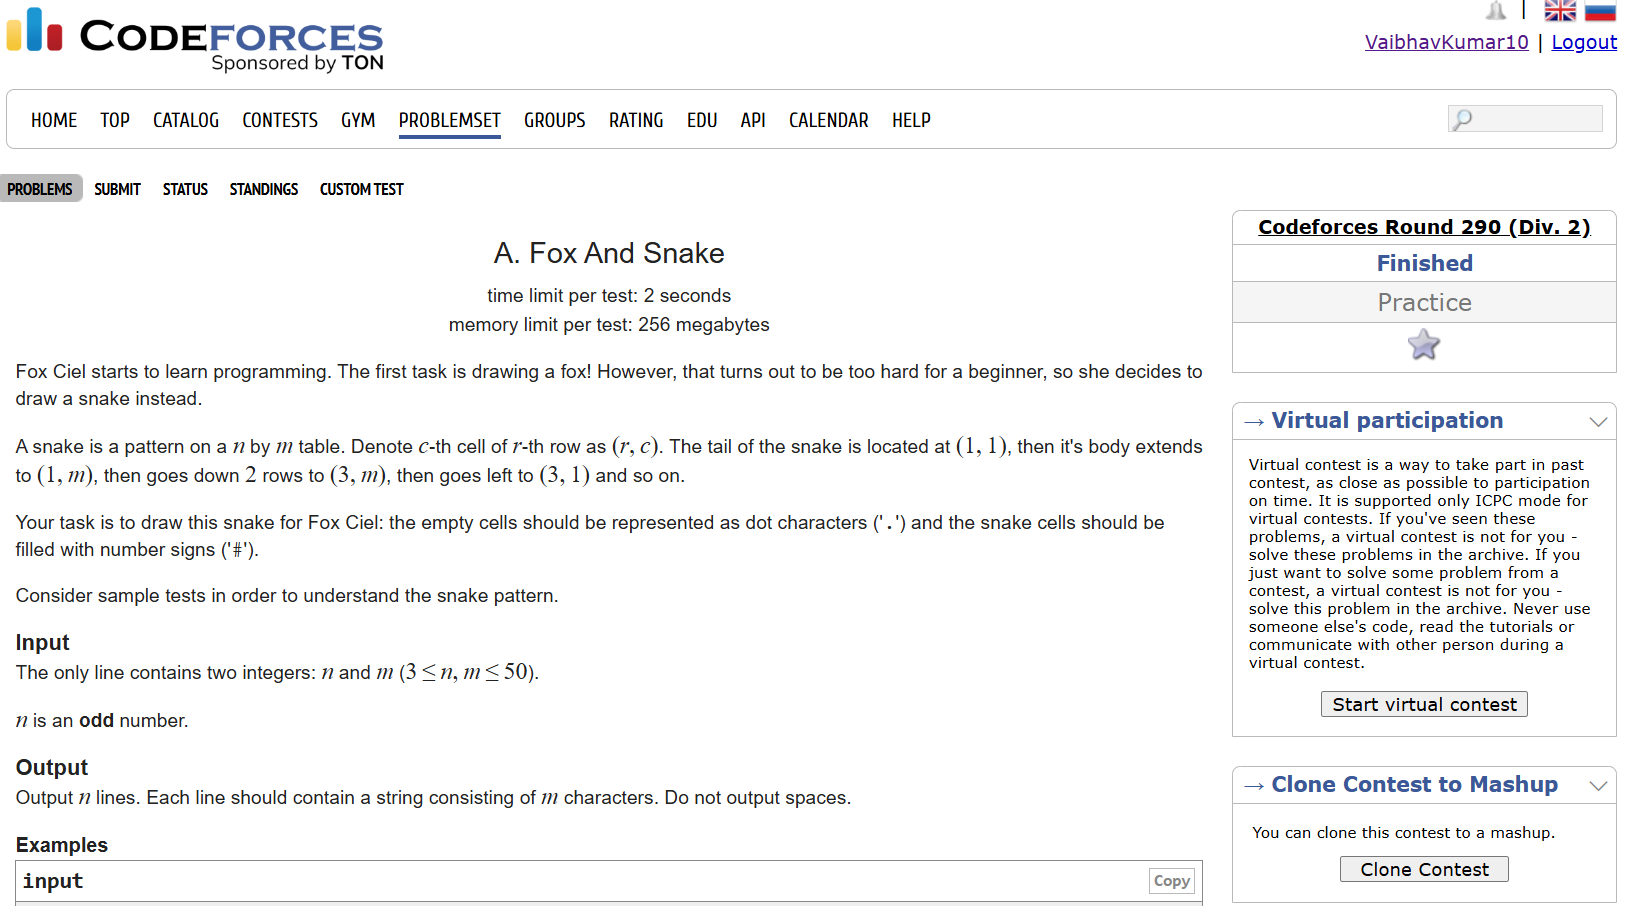 CODEFORCES
Sponsored by TON
|
VaibhavKumar10 | Logout
HOME TOP CATALOG CONTESTS GYM PROBLEMSET GROUPS RATING EDU API CALENDAR HELP
PROBLEMS SUBMIT STATUS STANDINGS CUSTOM TEST
A. Fox And Snake
time limit per test: 2 seconds
memory limit per test: 256 megabytes
Fox Ciel starts to learn programming. The first task is drawing a fox! However, that turns out to be too hard for a beginner, so she decides to
draw a snake instead.
A snake is a pattern on a n by m table. Denote c-th cell of r-th row as (r, c). The tail of the snake is located at (1, 1), then it's body extends
to (1, m), then goes down 2 rows to (3, m), then goes left to (3, 1) and so on.
Your task is to draw this snake for Fox Ciel: the empty cells should be represented as dot characters ('.') and the snake cells should be
filled with number signs ('#').
Consider sample tests in order to understand the snake pattern.
Input
The only line contains two integers: n and m (3 ≤ n, m ≤ 50).
n is an odd number.
Output
Output n lines. Each line should contain a string consisting of m characters. Do not output spaces.
Examples
input
Copy
Codeforces Round 290 (Div. 2)
Finished
Practice
→ Virtual participation
Virtual contest is a way to take part in past
contest, as close as possible to participation
on time. It is supported only ICPC mode for
virtual contests. If you've seen these
problems, a virtual contest is not for you -
solve these problems in the archive. If you
just want to solve some problem from a
contest, a virtual contest is not for you -
solve this problem in the archive. Never use
someone else's code, read the tutorials or
communicate with other person during a
virtual contest.
Start virtual contest
→ Clone Contest to Mashup
You can clone this contest to a mashup.
Clone Contest